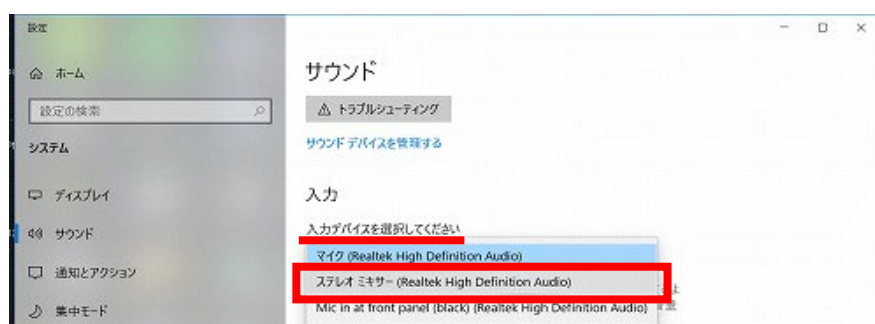 設定
ホーム
設定の検索
システム
ディスプレイ
サウンド
通知とアクション
集中モード
サウンド
トラブルシューティング
サウンド デバイスを管理する
入力
入力デバイスを選択してください
マイク (Realtek High Definition Audio)
ステレオ ミキサー (Realtek High Definition Audio)
Mic in at front panel (black) (Realtek High Definition Audio)